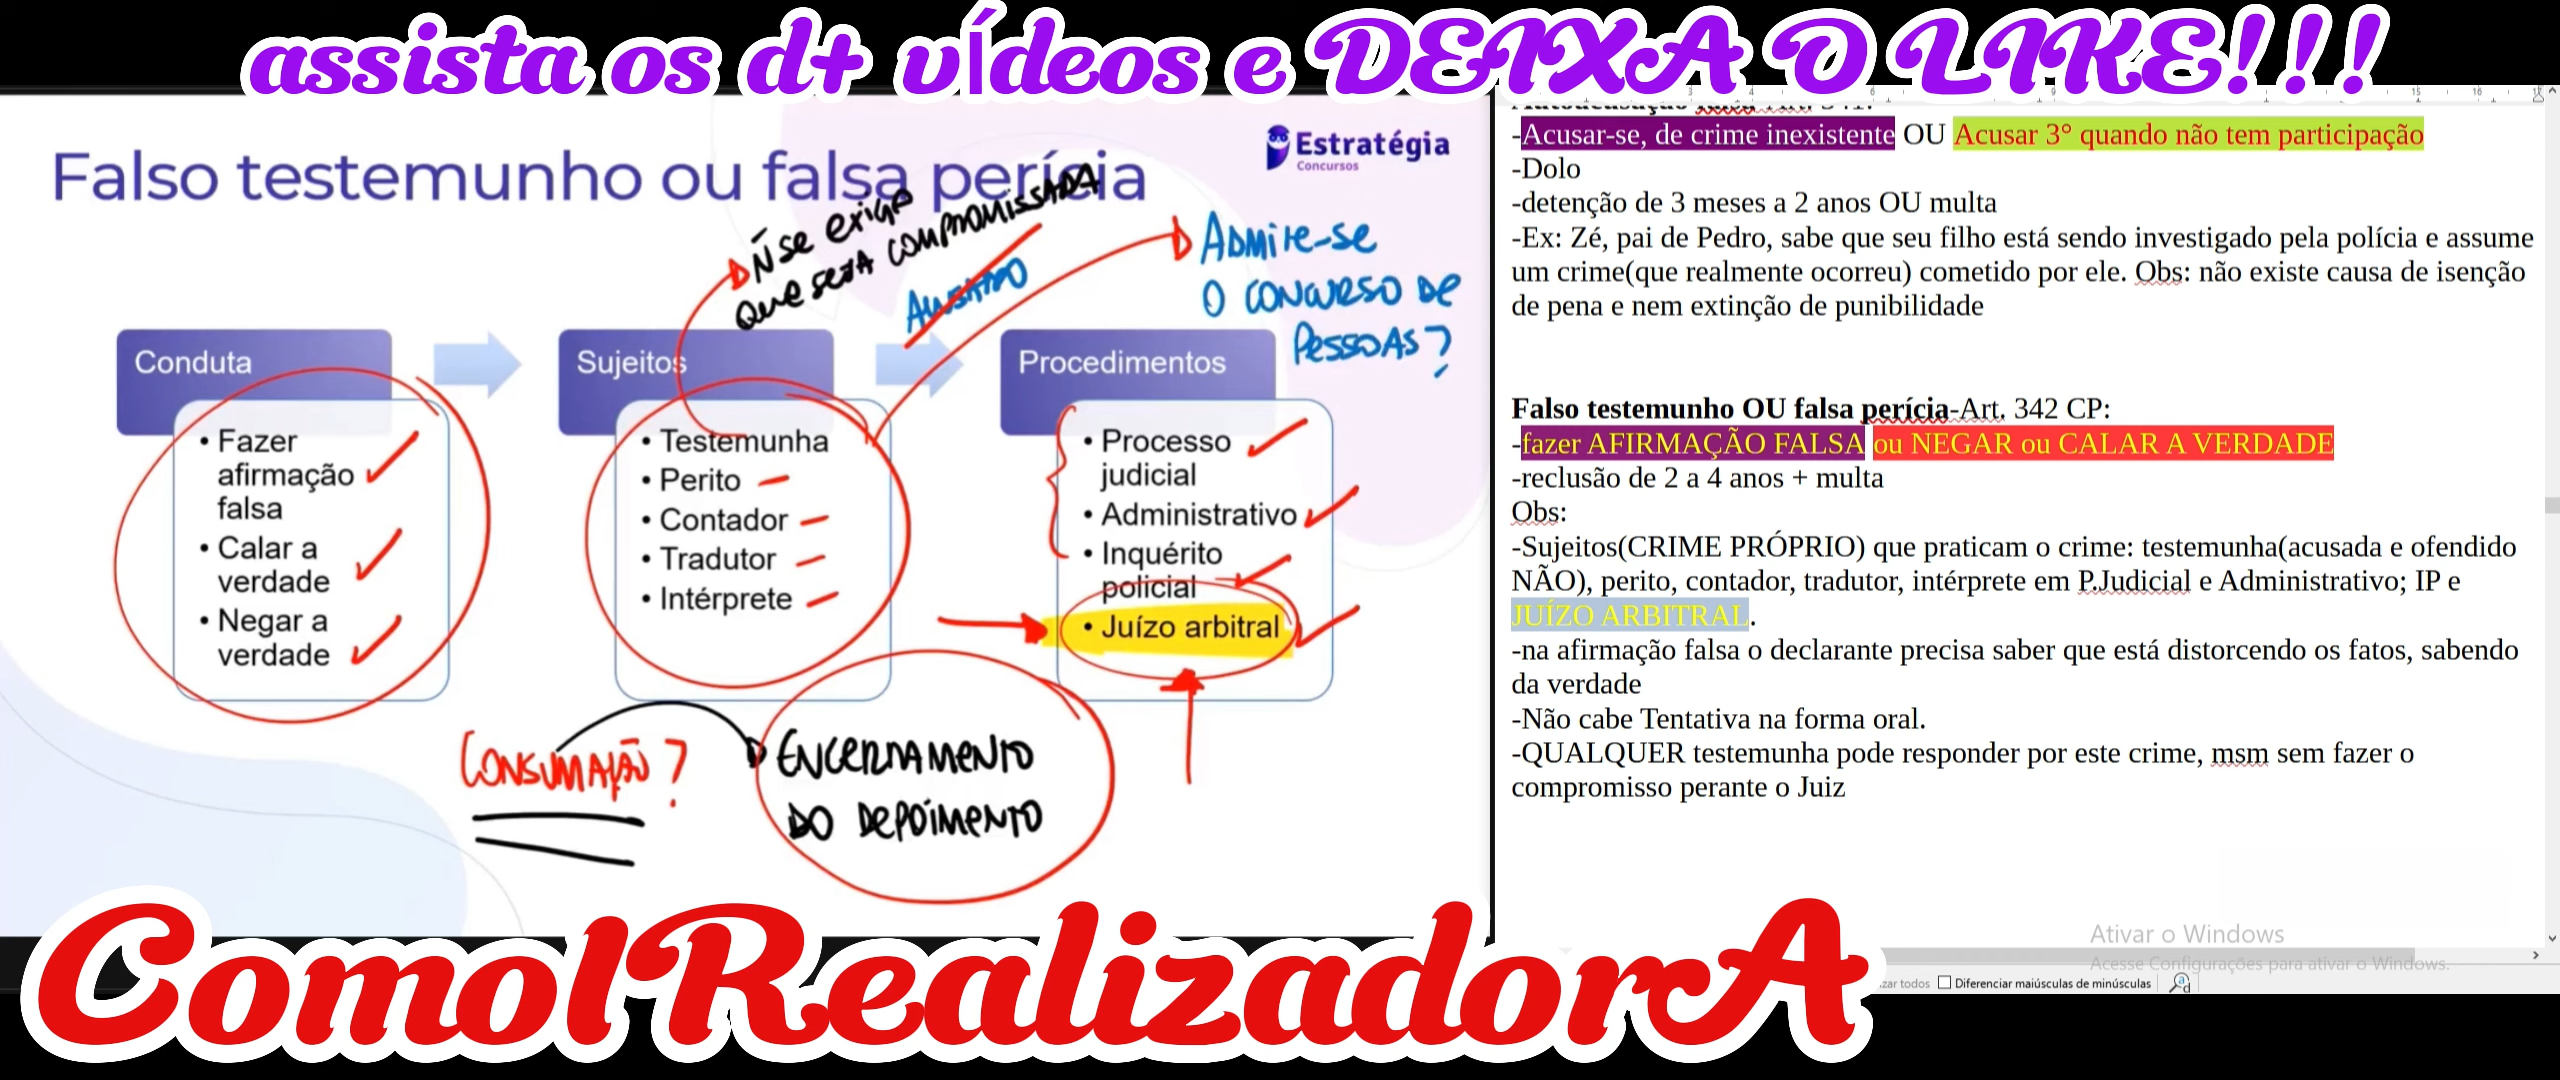 assista os d+ vÍdeos e DEIXA O LIKE!!!
Estratégia
Concursos
Falso testemunho ou falsa perícia
Ñ se exige
que seja compromissada
Admite-se
o concurso de
pessoas?
Conduta
• Fazer
afirmação
falsa
• Calar a
verdade
• Negar a
verdade
Sujeitos
• Testemunha
• Perito
• Contador
• Tradutor
• Intérprete
Procedimentos
• Processo
judicial
• Administrativo
• Inquérito
policial
• Juízo arbitral
Consumação?
Encerramento
do depoimento
-Acusar-se, de crime inexistente OU Acusar 3° quando não tem participação
-Dolo
-detenção de 3 meses a 2 anos OU multa
-Ex: Zé, pai de Pedro, sabe que seu filho está sendo investigado pela polícia e assume
um crime(que realmente ocorreu) cometido por ele. Obs: não existe causa de isenção
de pena e nem extinção de punibilidade
Falso testemunho OU falsa perícia-Art. 342 CP:
-fazer AFIRMAÇÃO FALSA ou NEGAR ou CALAR A VERDADE
-reclusão de 2 a 4 anos + multa
Obs:
-Sujeitos(CRIME PRÓPRIO) que praticam o crime: testemunha(acusada e ofendido
NÃO), perito, contador, tradutor, intérprete em P.Judicial e Administrativo; IP e
JUÍZO ARBITRAL.
-na afirmação falsa o declarante precisa saber que está distorcendo os fatos, sabendo
da verdade
-Não cabe Tentativa na forma oral.
-QUALQUER testemunha pode responder por este crime, msm sem fazer o
compromisso perante o Juiz
Ativar o Windows
Acesse Configurações para ativar o Windows.
todos Diferenciar maiúsculas de minúsculas
ComolRealizadorA